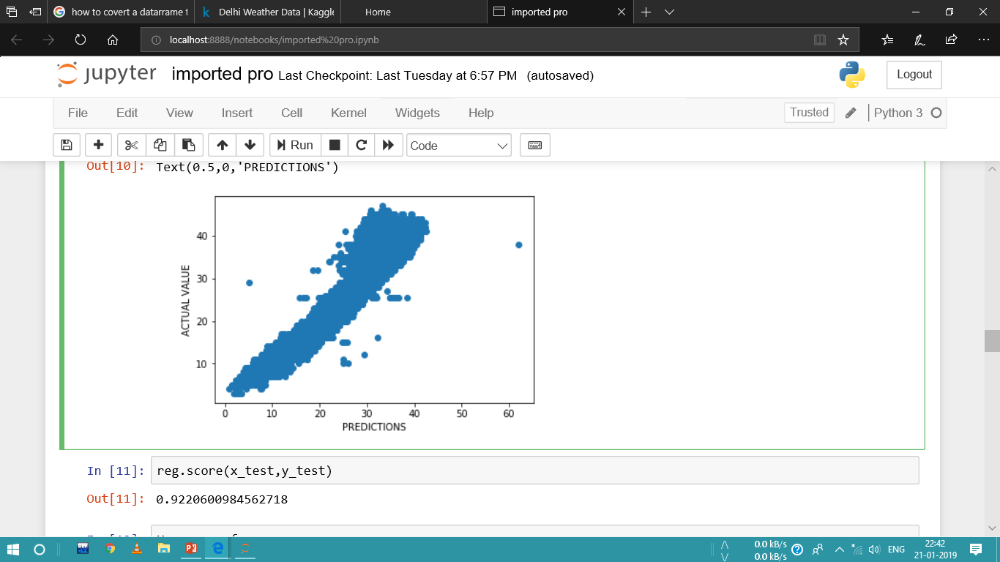 how to covert a datarrame t
Delhi Weather Data | Kaggle
Home
imported pro
localhost:8888/notebooks/imported%20pro.ipynb
jupyter imported pro Last Checkpoint: Last Tuesday at 6:57 PM (autosaved)
Logout
File Edit View Insert Cell Kernel Widgets Help
Trusted
Python 3
Run
Code
Out[10]: Text(0.5,0,'PREDICTIONS')
ACTUAL VALUE
40
30
20
10
0 10 20 30 40 50 60
PREDICTIONS
In [11]: reg.score(x_test,y_test)
Out[11]: 0.9220600984562718
0.0 kB/s
0.0 kB/s
ENG
22:42
21-01-2019